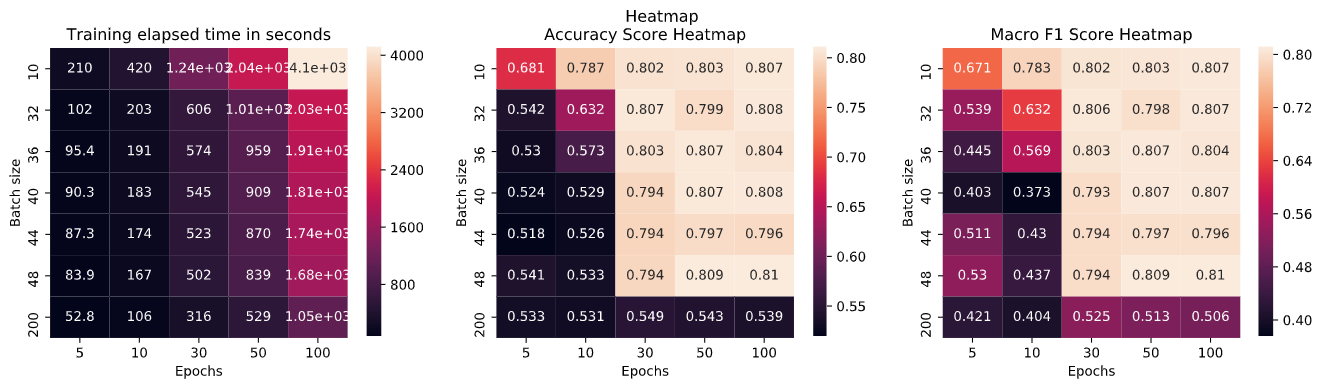 Heatmap
Training elapsed time in seconds
210 420 1.24e+03 2.04e+03 4.1e+03
102 203 606 1.01e+03 2.03e+03
95.4 191 574 959 1.91e+03
90.3 183 545 909 1.81e+03
87.3 174 523 870 1.74e+03
83.9 167 502 839 1.68e+03
52.8 106 316 529 1.05e+03
10
32
36
40
44
48
200
Batch size
5 10 30 50 100
Epochs
4000
3200
2400
1600
800
Accuracy Score Heatmap
0.681 0.787 0.802 0.803 0.807
0.542 0.632 0.807 0.799 0.808
0.53 0.573 0.803 0.807 0.804
0.524 0.529 0.794 0.807 0.808
0.518 0.526 0.794 0.797 0.796
0.541 0.533 0.794 0.809 0.81
0.533 0.531 0.549 0.543 0.539
10
32
36
40
44
48
200
Batch size
5 10 30 50 100
Epochs
0.80
0.75
0.70
0.65
0.60
0.55
Macro F1 Score Heatmap
0.671 0.783 0.802 0.803 0.807
0.539 0.632 0.806 0.798 0.807
0.445 0.569 0.803 0.807 0.804
0.403 0.373 0.793 0.807 0.807
0.511 0.43 0.794 0.797 0.796
0.53 0.437 0.794 0.809 0.81
0.421 0.404 0.525 0.513 0.506
10
32
36
40
44
48
200
Batch size
5 10 30 50 100
Epochs
0.80
0.72
0.64
0.56
0.48
0.40